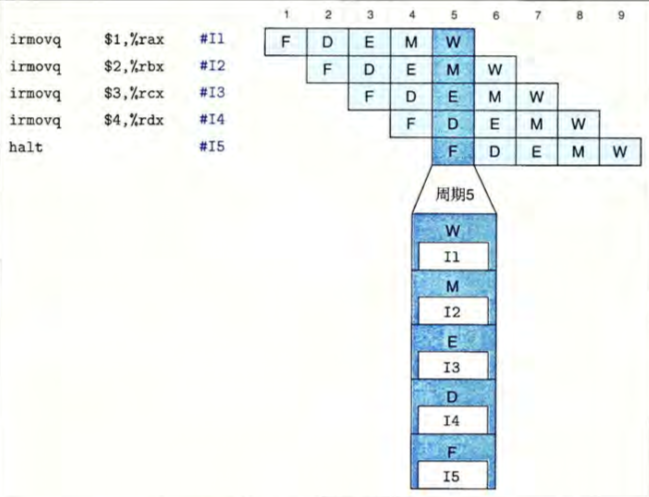 1 2 3 4 5 6 7 8 9
irmovq $1,%rax #I1 F D E M W
irmovq $2,%rbx #I2 F D E M W
irmovq $3,%rcx #I3 F D E M W
irmovq $4,%rdx #I4 F D E M W
halt #I5 F D E M W
周期5
W
I1
M
I2
E
I3
D
I4
F
I5